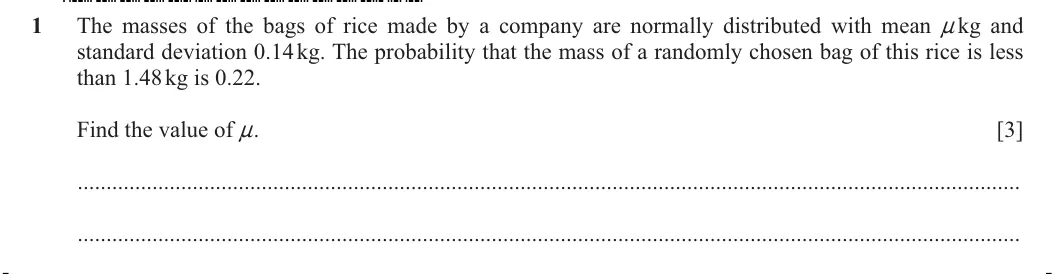 1 The masses of the bags of rice made by a company are normally distributed with mean μ kg and
standard deviation 0.14 kg. The probability that the mass of a randomly chosen bag of this rice is less
than 1.48 kg is 0.22.
Find the value of μ. [3]